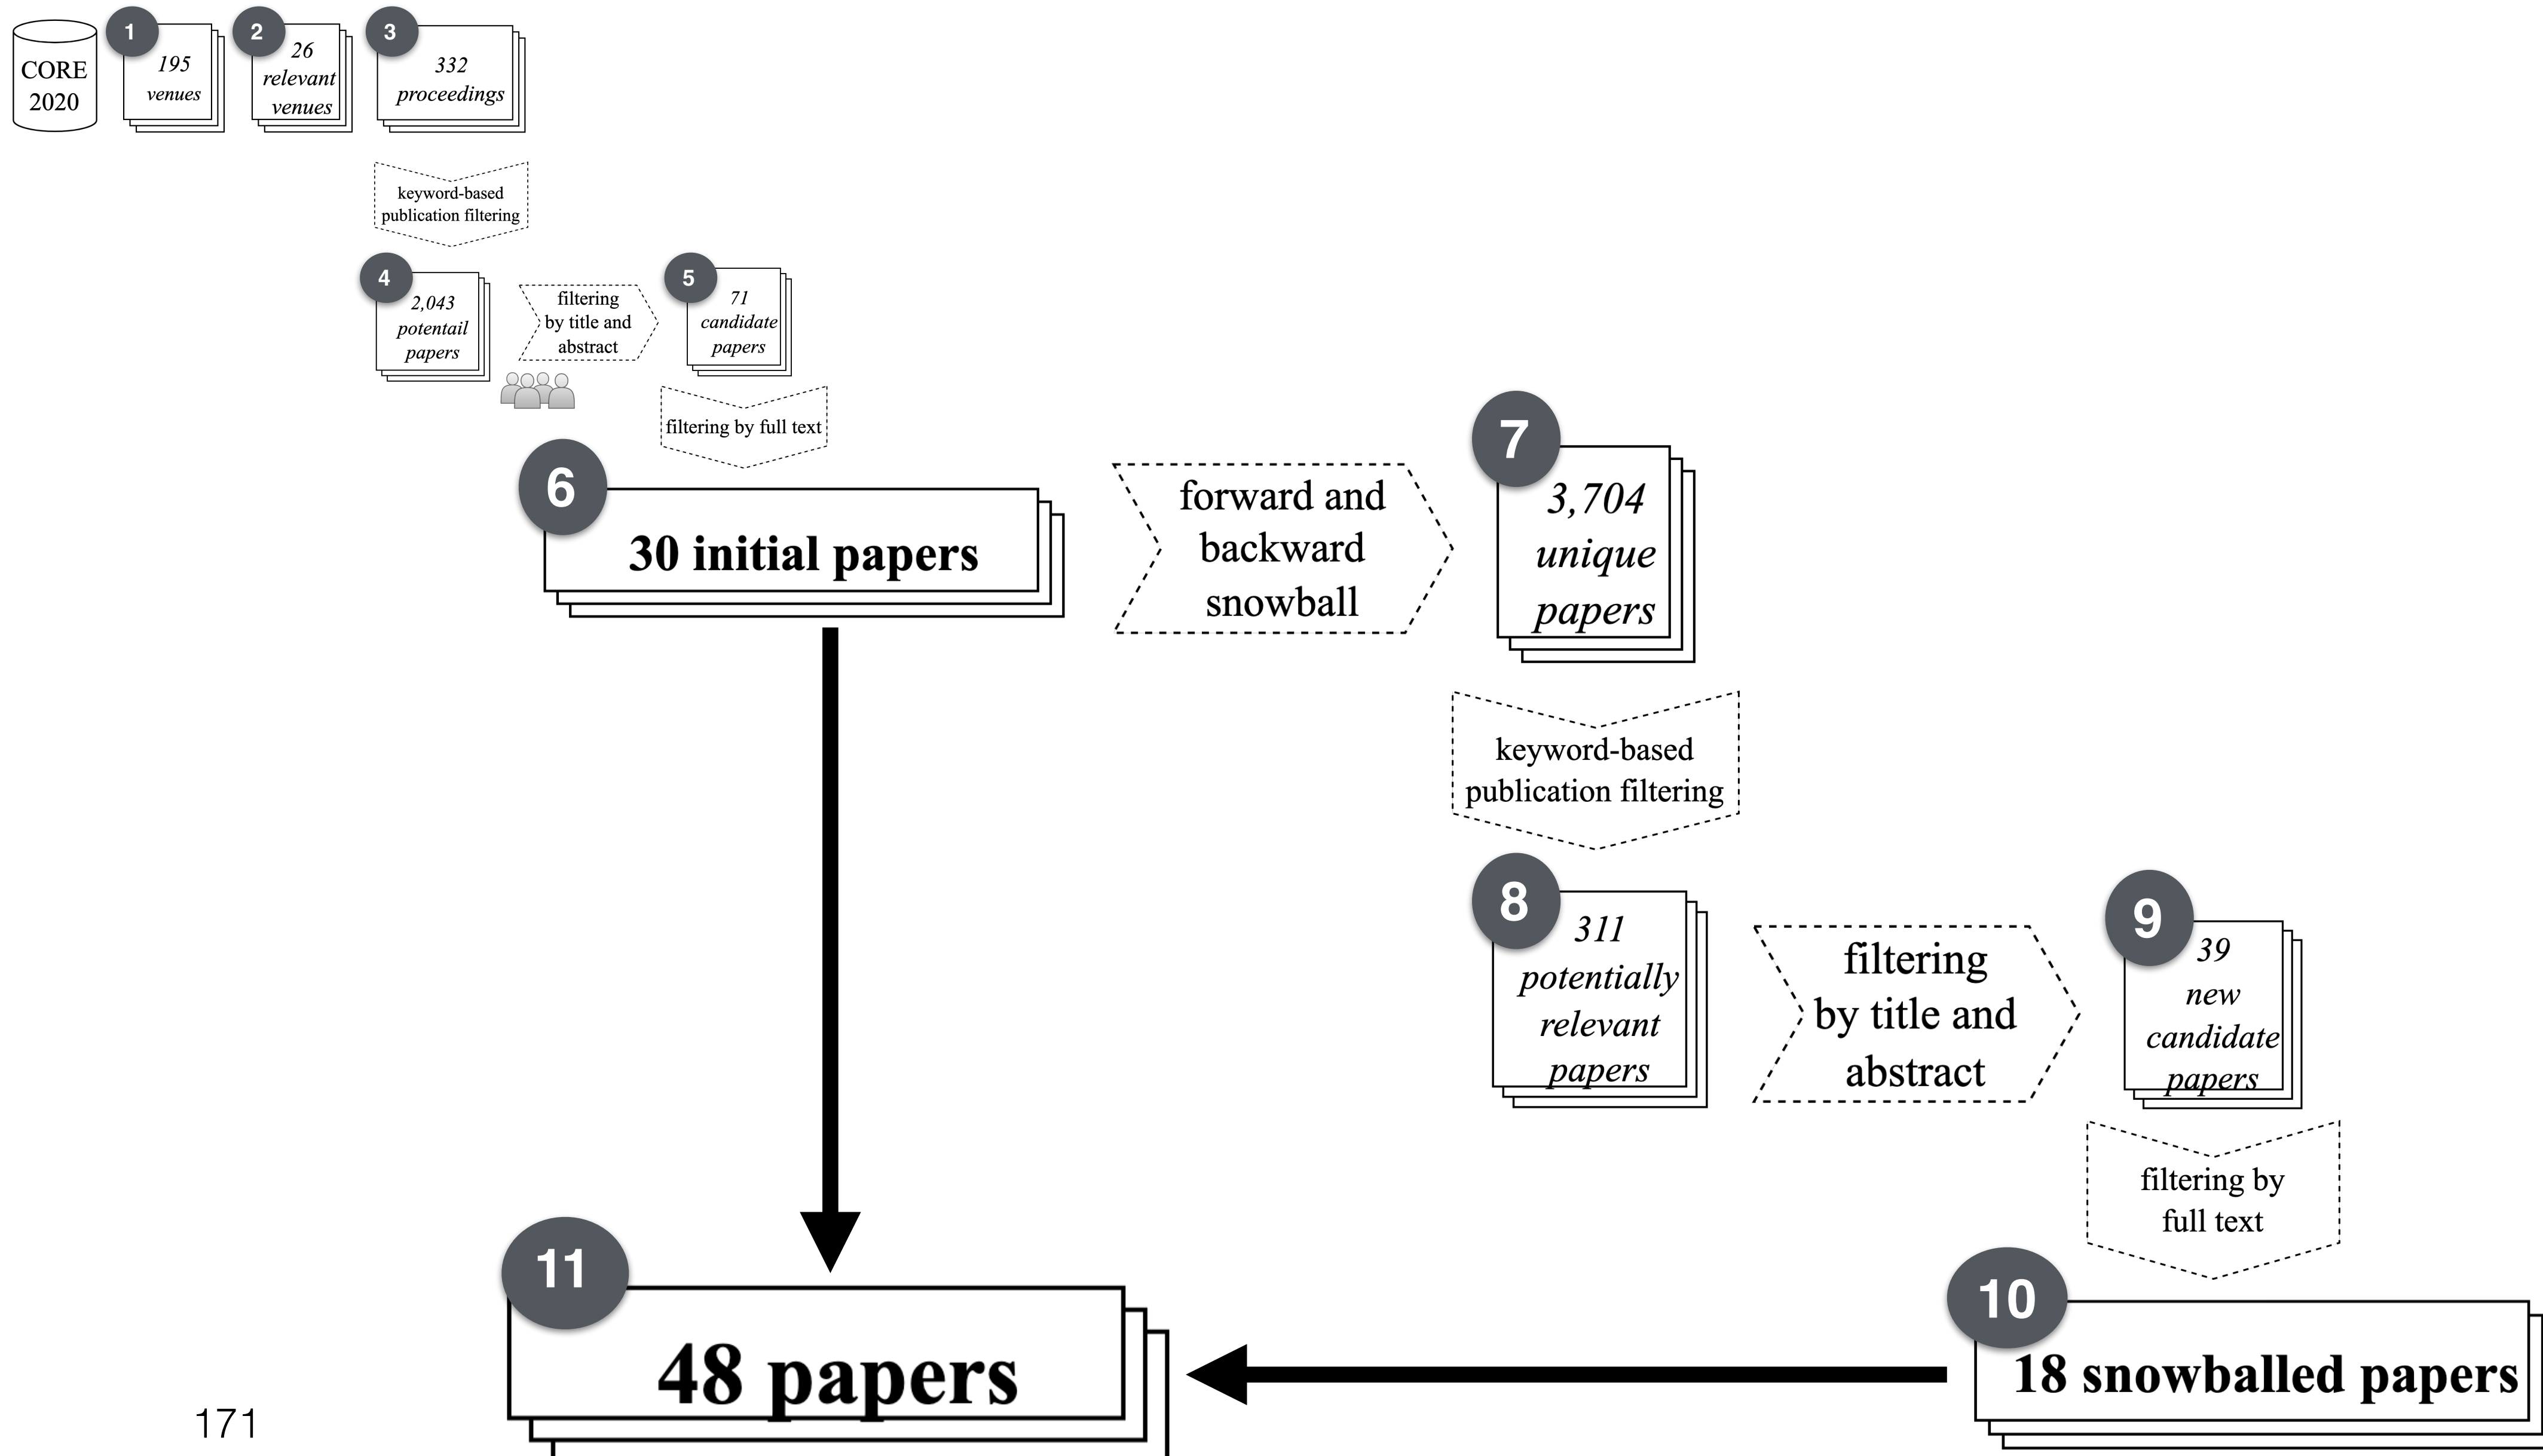 CORE
2020
1
195
venues
2
26
relevant
venues
3
332
proceedings
keyword-based
publication filtering
4
2,043
potentail
papers
filtering
by title and
abstract
5
71
candidate
papers
filtering by full text
6
30 initial papers
forward and
backward
snowball
7
3,704
unique
papers
keyword-based
publication filtering
8
311
potentially
relevant
papers
filtering
by title and
abstract
9
39
new
candidate
papers
filtering by
full text
10
18 snowballed papers
11
48 papers
171